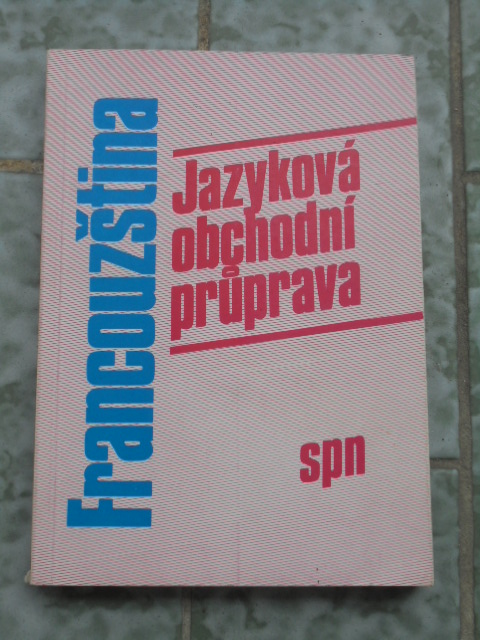 Francouzština
Jazyková
obchodní
průprava
spn